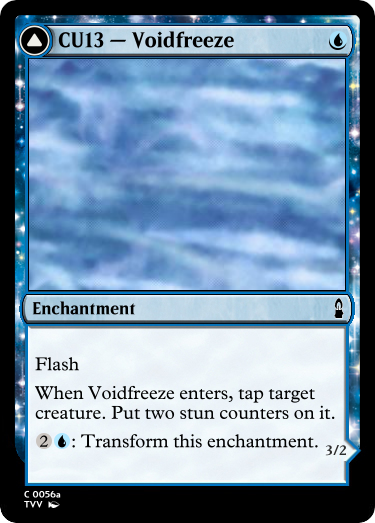 CU13 — Voidfreeze
Enchantment
Flash
When Voidfreeze enters, tap target
creature. Put two stun counters on it.
2 : Transform this enchantment.
3/2
C 0056a
TVV